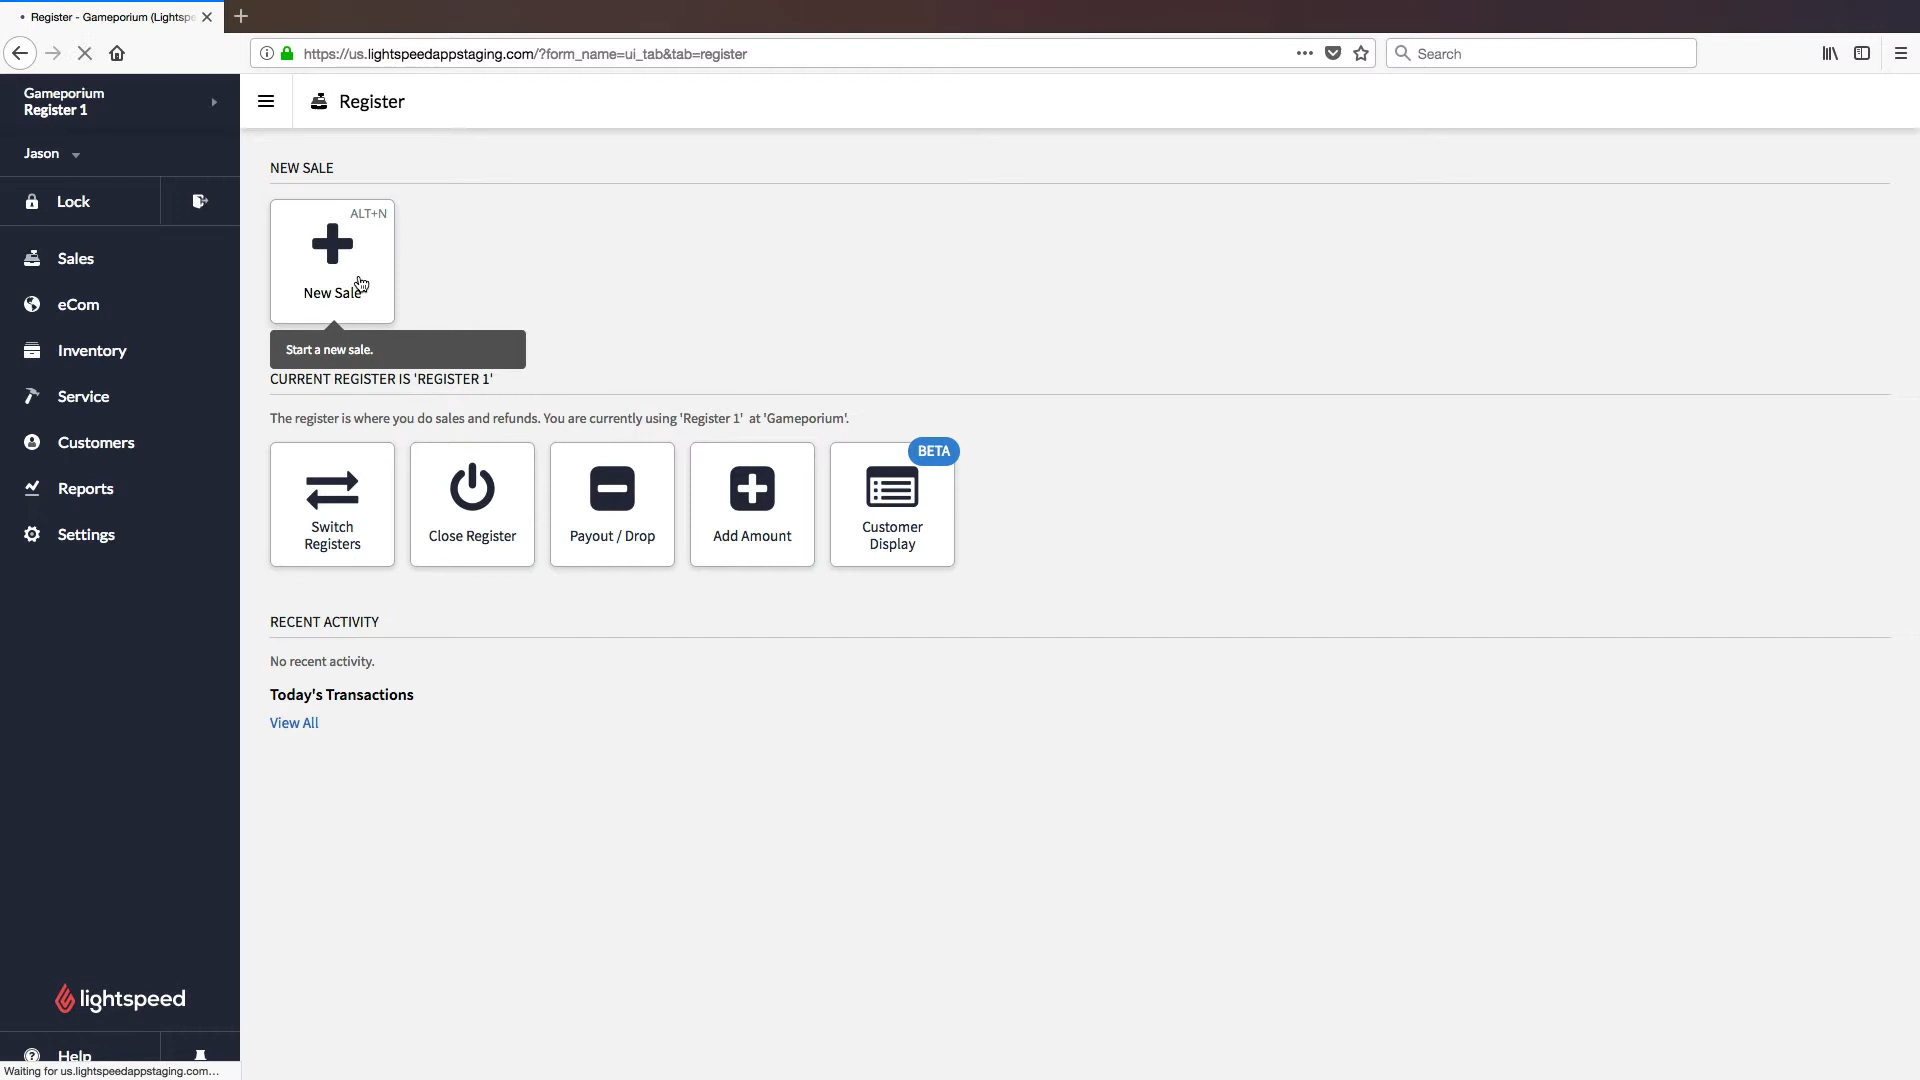 Register - Gameporium (Lightspe
https://us.lightspeedappstaging.com/?form_name=ui_tab&tab=register
Search
Gameporium
Register 1
Jason
Lock
Sales
eCom
Inventory
Service
Customers
Reports
Settings
lightspeed
Help
Waiting for us.lightspeedappstaging.com...
Register
NEW SALE
ALT+N
New Sale
Start a new sale.
CURRENT REGISTER IS 'REGISTER 1'
The register is where you do sales and refunds. You are currently using 'Register 1' at 'Gameporium'.
Switch
Registers
Close Register
Payout / Drop
Add Amount
BETA
Customer
Display
RECENT ACTIVITY
No recent activity.
Today's Transactions
View All